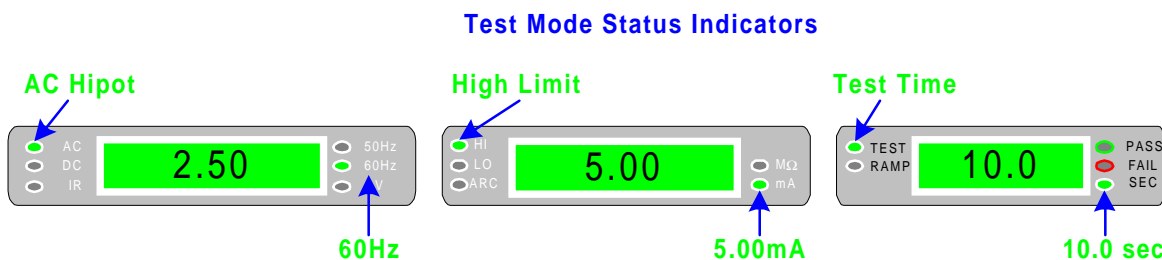 Test Mode Status Indicators
AC Hipot
High Limit
Test Time
AC
DC
IR
2.50
50Hz
60Hz
V
HI
LO
ARC
5.00
MΩ
mA
TEST
RAMP
10.0
PASS
FAIL
SEC
60Hz
5.00mA
10.0 sec